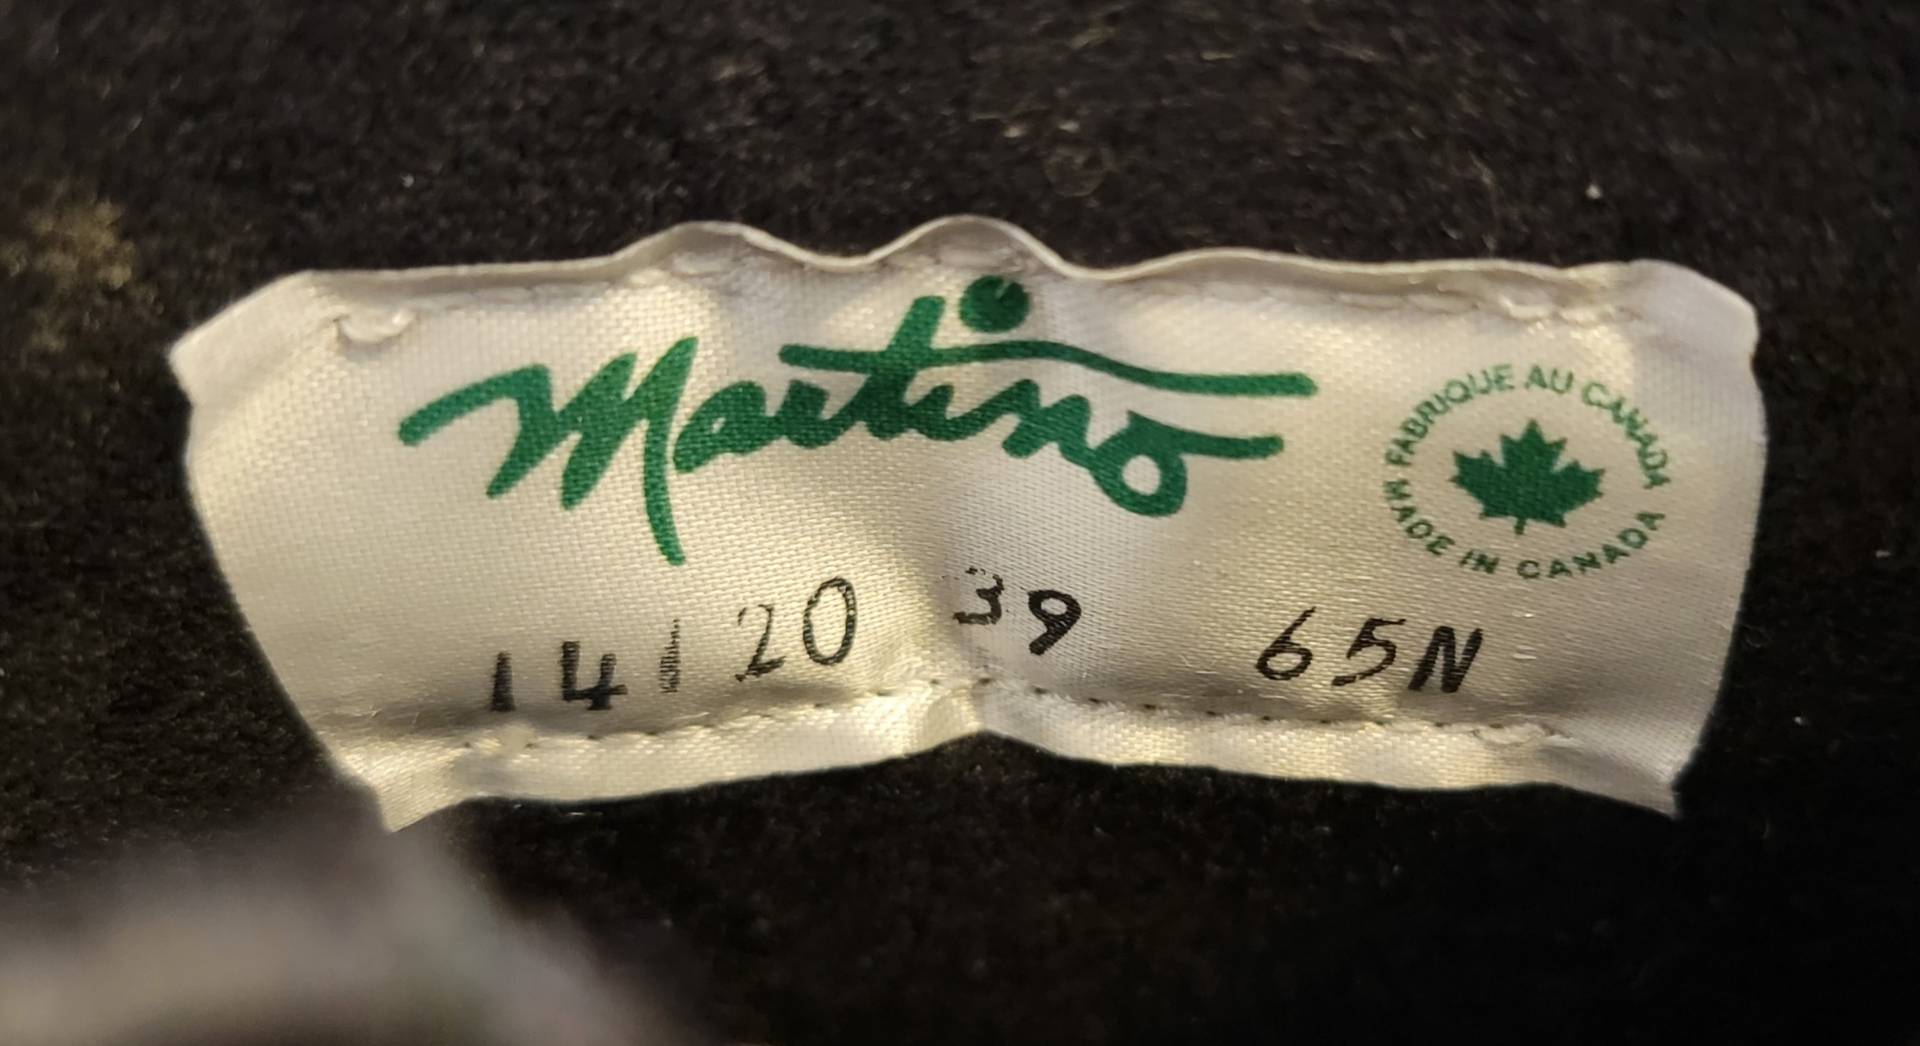 Martino
FABRIQUE AU CANADA
MADE IN CANADA
14120 39 65N